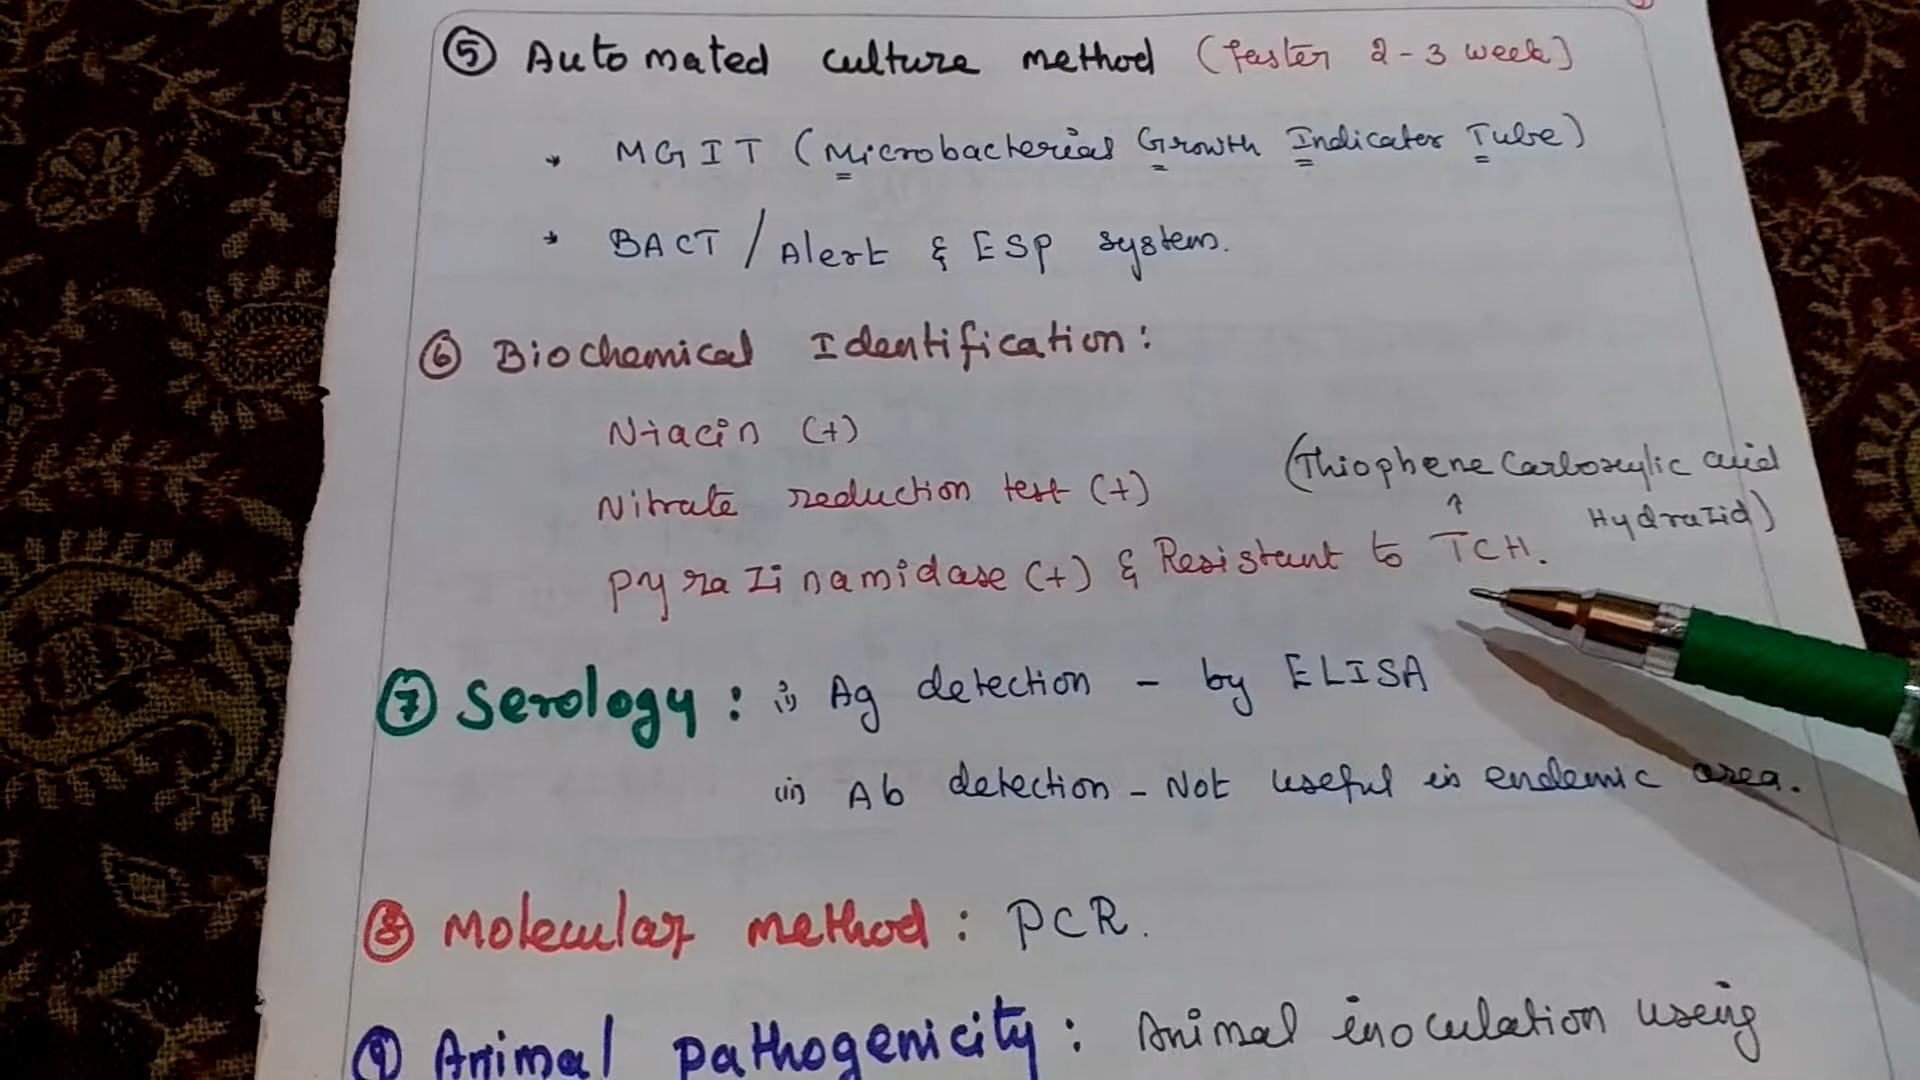 ⑤ Automated culture method (faster 2-3 week)
* MGIT (Microbacterial Growth Indicator Tube)
* BACT / Alert & ESP system.
⑥ Biochemical Identification:
Niacin (+)
Nitrate reduction test (+)
(Thiophene Carboxylic acid
↑ Hydrazid)
pyrazinamidase (+) & Resistant to TCH.
⑦ Serology: i) Ag detection - by ELISA
ii) Ab detection - Not useful in endemic area.
⑧ Molecular method: PCR.
⑨ Animal pathogenicity: Animal inoculation using